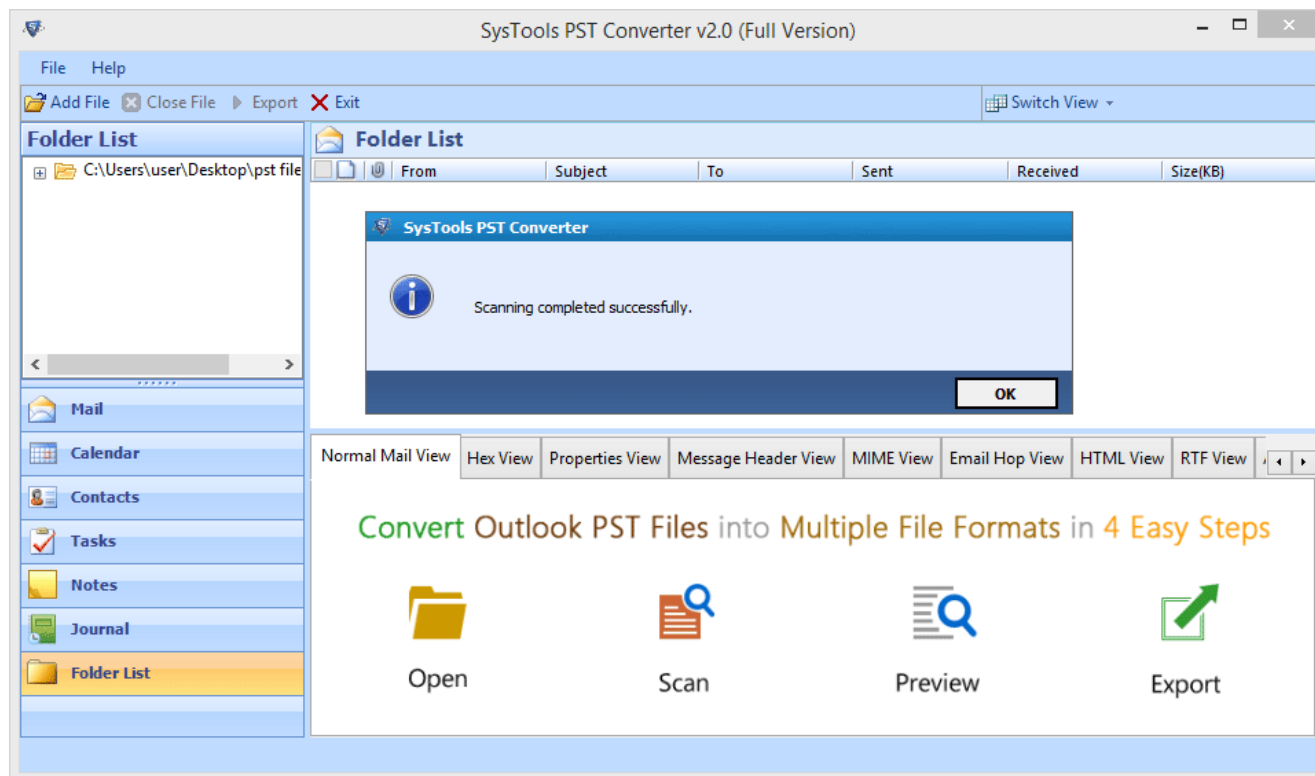 SysTools PST Converter v2.0 (Full Version)
File Help
Add File Close File Export Exit Switch View
Folder List
Folder List
C:\Users\user\Desktop\pst file
From Subject To Sent Received Size(KB)
SysTools PST Converter
Scanning completed successfully.
OK
Mail
Calendar
Contacts
Tasks
Notes
Journal
Folder List
Normal Mail View Hex View Properties View Message Header View MIME View Email Hop View HTML View RTF View
Convert Outlook PST Files into Multiple File Formats in 4 Easy Steps
Open Scan Preview Export